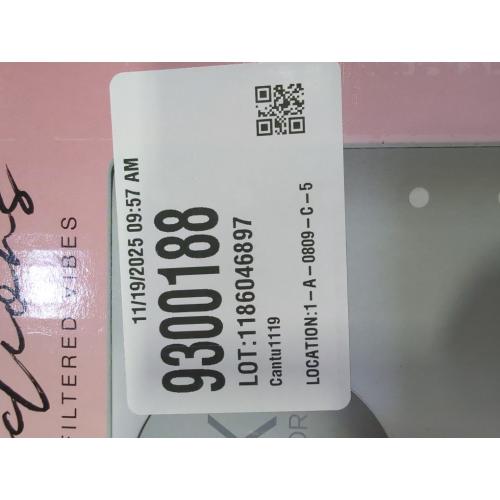 11/19/2025 09:57 AM
9300188
LOT:1186046897
Cantu1119
LOCATION:1-A-0809-C-5
FILTERED VIBES